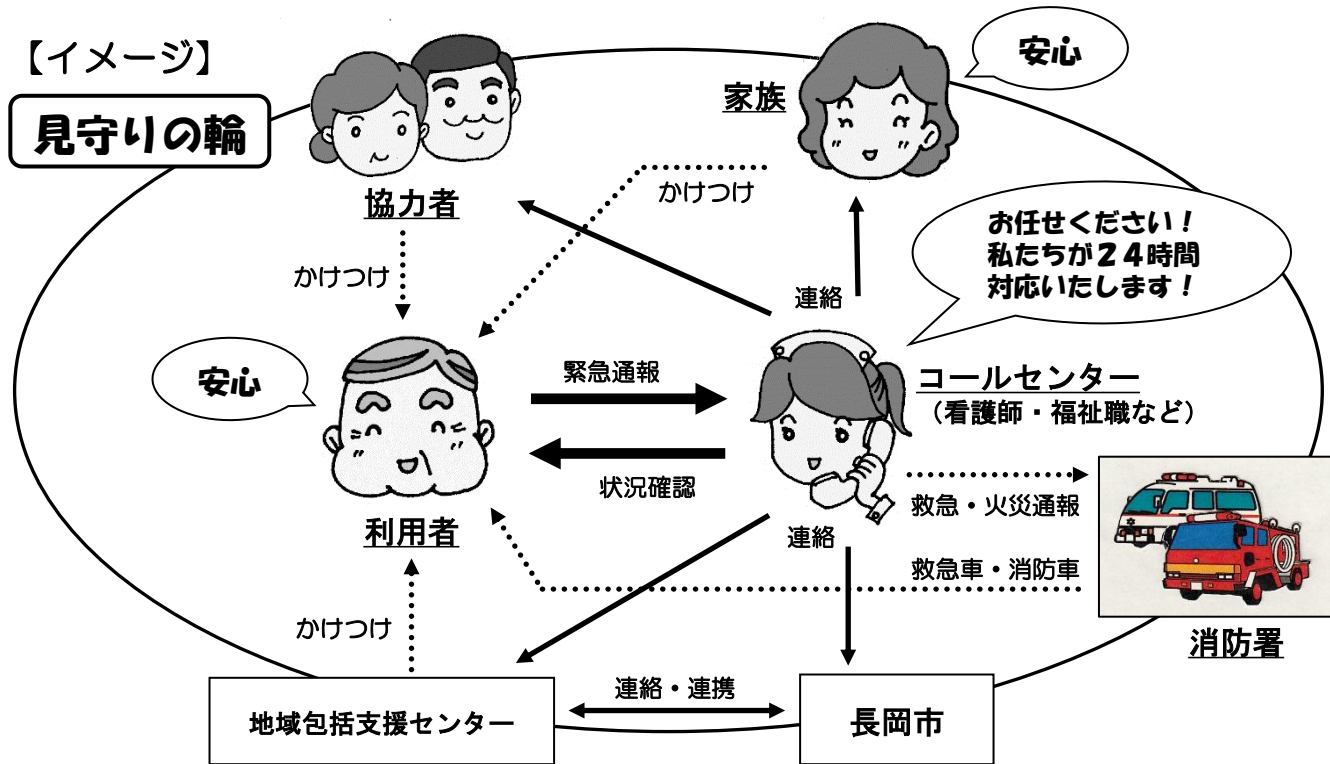 【イメージ】
見守りの輪
安心
家族
協力者
かけつけ
お任せください！
私たちが２４時間
対応いたします！
かけつけ
連絡
安心
緊急通報
コールセンター
（看護師・福祉職など）
状況確認
救急・火災通報
利用者
連絡
救急車・消防車
かけつけ
消防署
地域包括支援センター
連絡・連携
長岡市